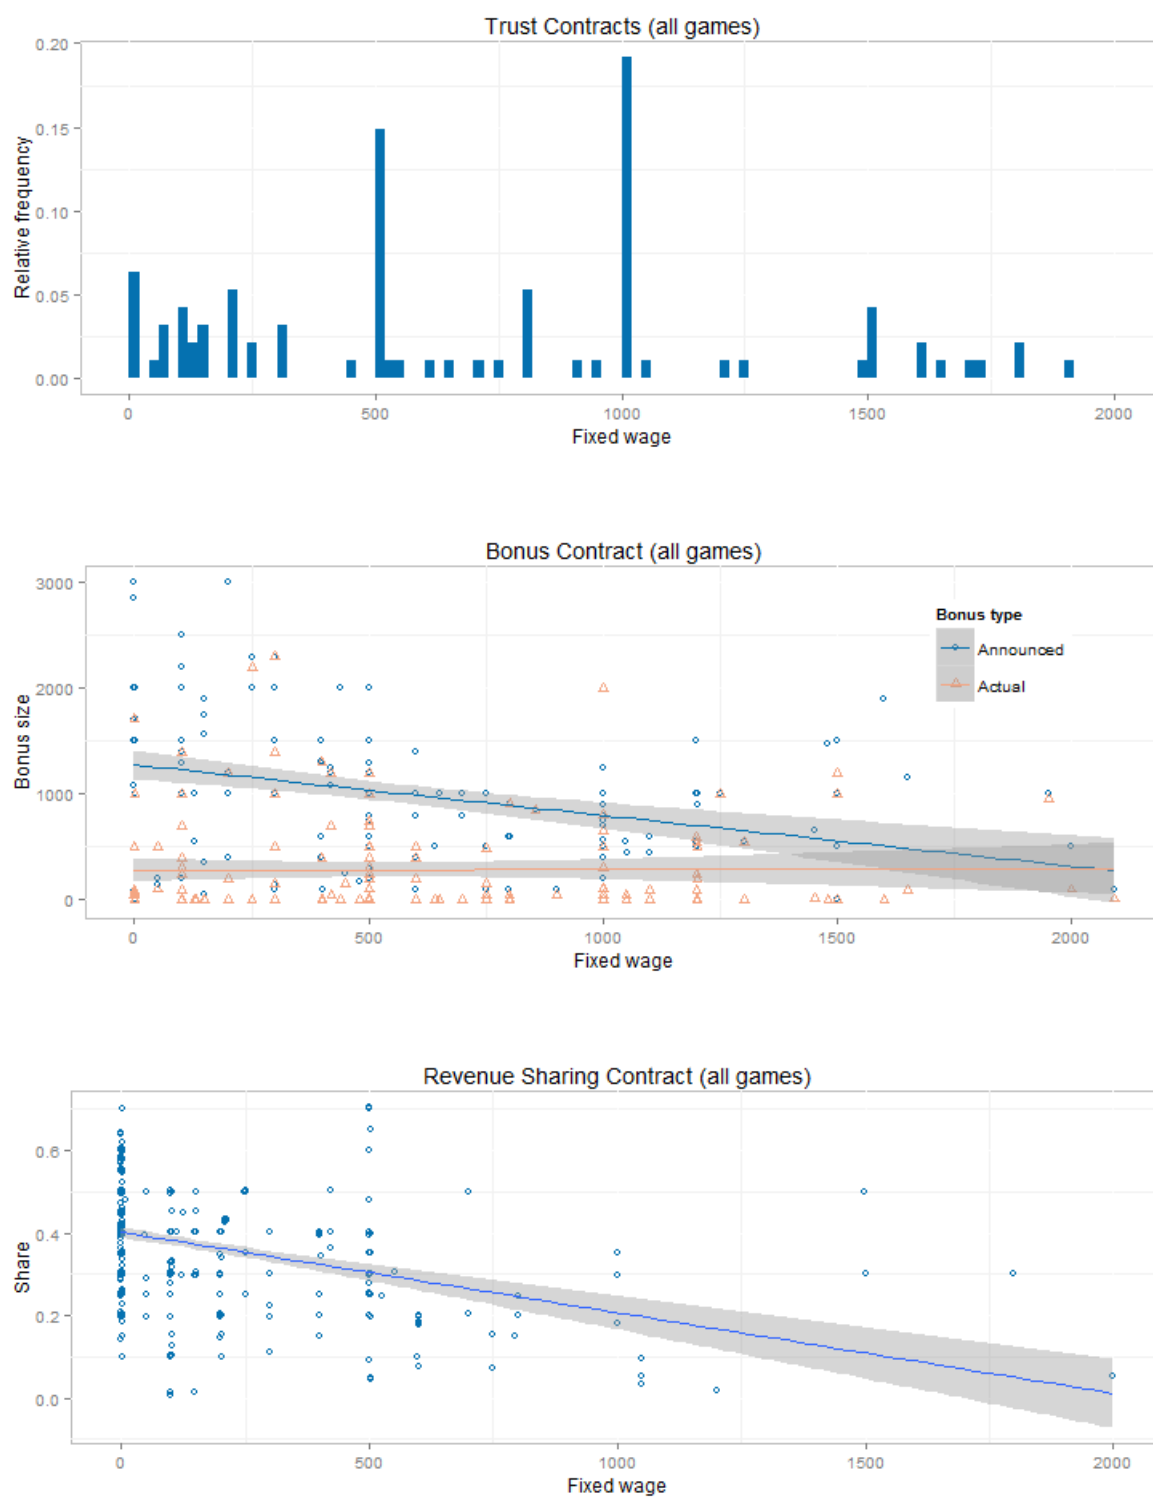 Trust Contracts (all games)
Relative frequency
0.20
0.15
0.10
0.05
0.00
0 500 1000 1500 2000
Fixed wage
Bonus Contract (all games)
Bonus size
3000
2000
1000
0
Bonus type
Announced
Actual
0 500 1000 1500 2000
Fixed wage
Revenue Sharing Contract (all games)
Share
0.6
0.4
0.2
0.0
0 500 1000 1500 2000
Fixed wage